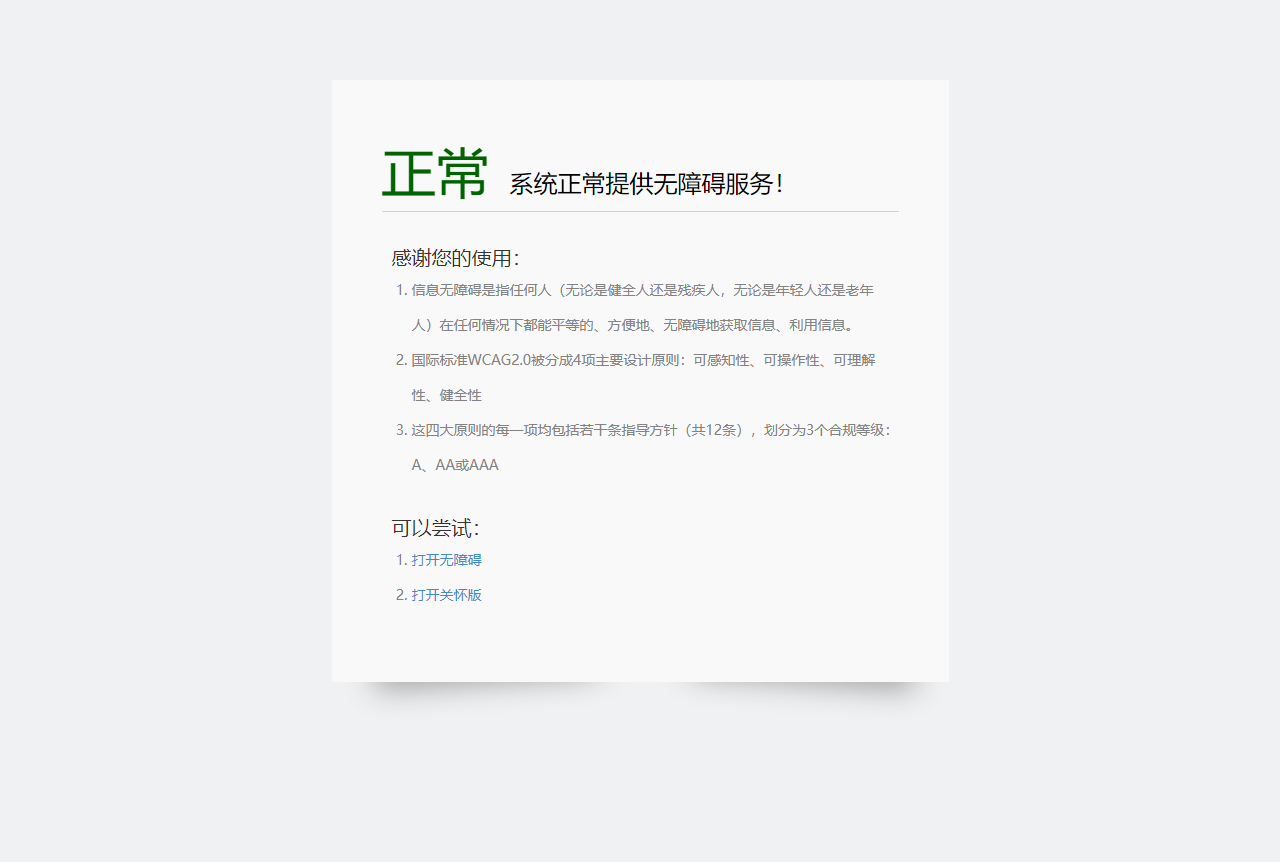 正常 系统正常提供无障碍服务！
感谢您的使用：
1. 信息无障碍是指任何人（无论是健全人还是残疾人，无论是年轻人还是老年
人）在任何情况下都能平等的、方便地、无障碍地获取信息、利用信息。
2. 国际标准WCAG2.0被分成4项主要设计原则：可感知性、可操作性、可理解
性、健全性
3. 这四大原则的每一项均包括若干条指导方针（共12条），划分为3个合规等级：
A、AA或AAA
可以尝试：
1. 打开无障碍
2. 打开关怀版